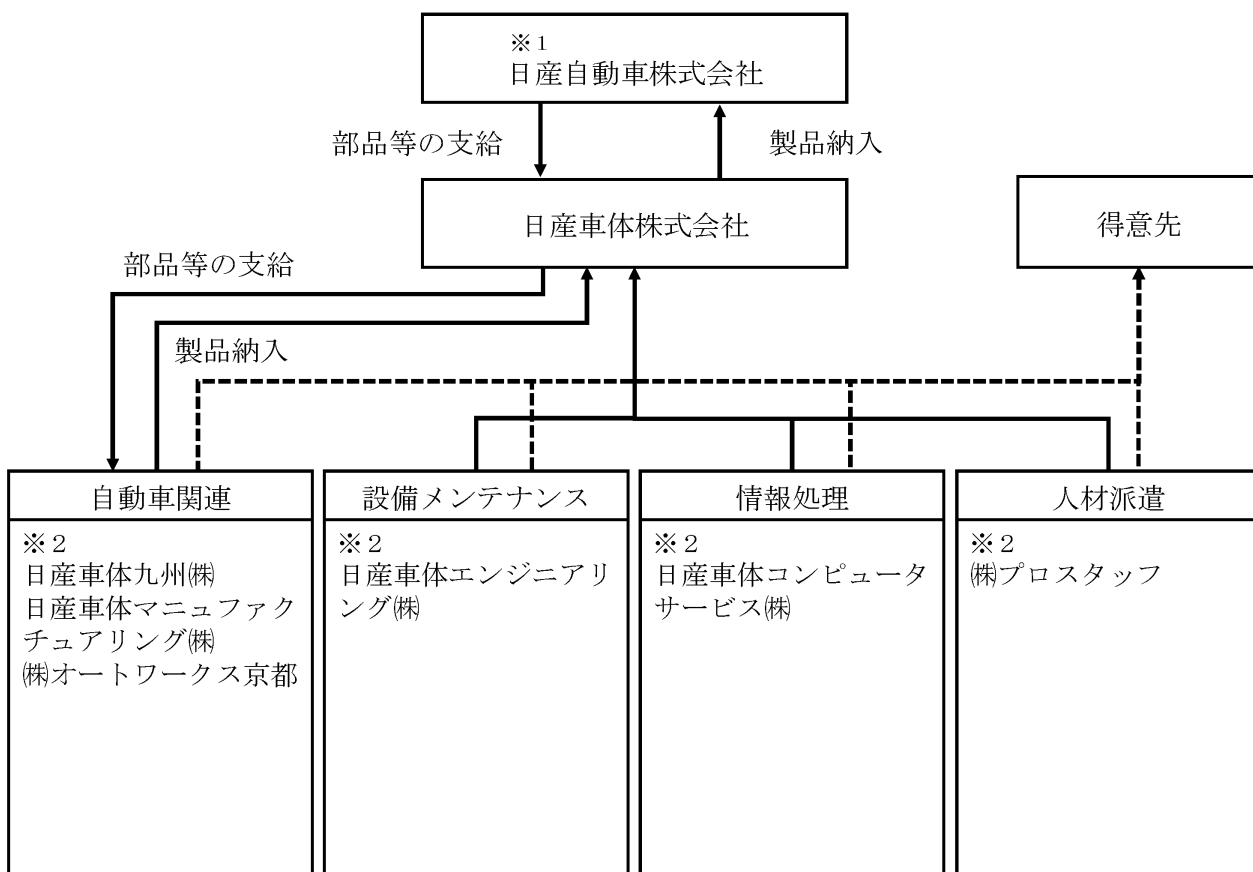 ※１
日産自動車株式会社
部品等の支給
製品納入
日産車体株式会社
得意先
部品等の支給
製品納入
自動車関連
設備メンテナンス
情報処理
人材派遣
※２
日産車体九州㈱
日産車体マニュファク
チュアリング㈱
㈱オートワークス京都
※２
日産車体エンジニアリ
ング㈱
※２
日産車体コンピュータ
サービス㈱
※２
㈱プロスタッフ